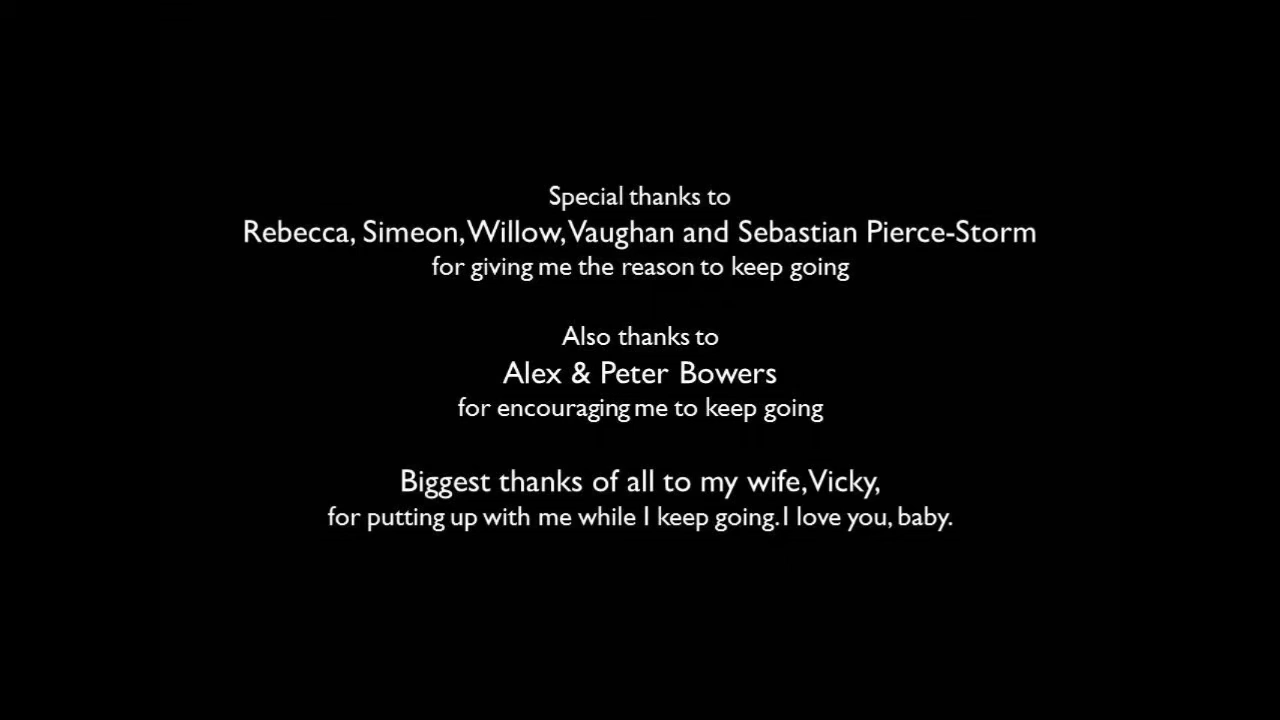 Special thanks to
Rebecca, Simeon, Willow, Vaughan and Sebastian Pierce-Storm
for giving me the reason to keep going
Also thanks to
Alex & Peter Bowers
for encouraging me to keep going
Biggest thanks of all to my wife, Vicky,
for putting up with me while I keep going. I love you, baby.